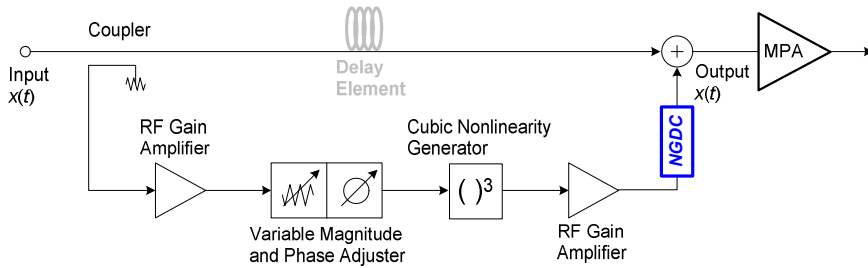 Coupler
Input
x(t)
Delay
Element
+
Output
x(t)
MPA
NGDC
RF Gain
Amplifier
Cubic Nonlinearity
Generator
( )³
Variable Magnitude
and Phase Adjuster
RF Gain
Amplifier